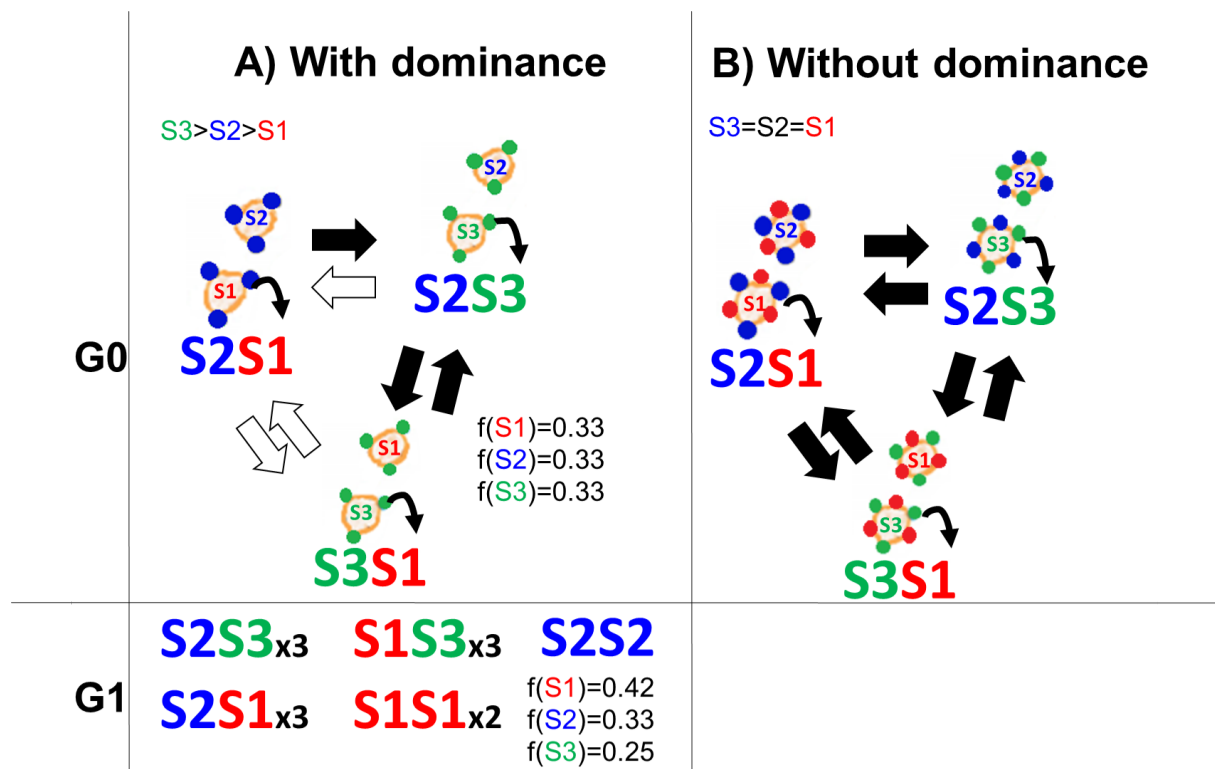 A) With dominance
B) Without dominance
G0
S3>S2>S1
S2
S1
S2S1
S2
S3
S2S3
S1
S3
S3S1
f(S1)=0.33
f(S2)=0.33
f(S3)=0.33
S3=S2=S1
S2
S1
S2S1
S2
S3
S2S3
S1
S3
S3S1
G1
S2S3x3 S1S3x3 S2S2
S2S1x3 S1S1x2
f(S1)=0.42
f(S2)=0.33
f(S3)=0.25